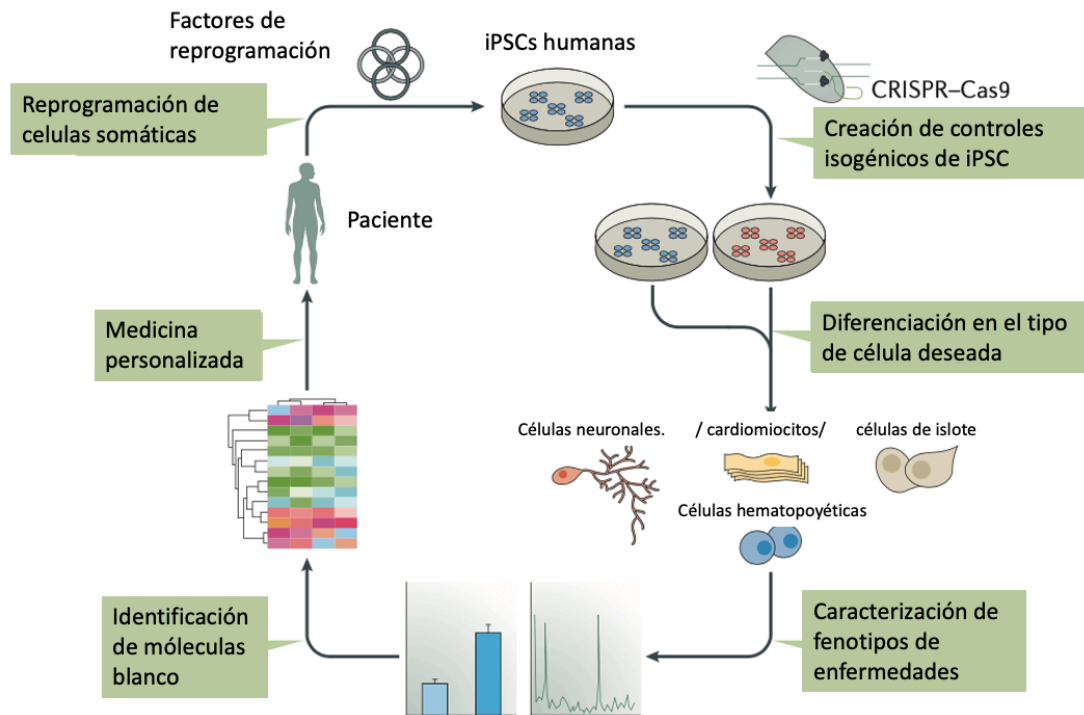 Factores de
reprogramación
iPSCs humanas
CRISPR–Cas9
Reprogramación de
celulas somáticas
Creación de controles
isogénicos de iPSC
Paciente
Medicina
personalizada
Diferenciación en el tipo
de célula deseada
Células neuronales.
/ cardiomiocitos/
células de islote
Células hematopoyéticas
Identificación
de móleculas
blanco
Caracterización de
fenotipos de
enfermedades